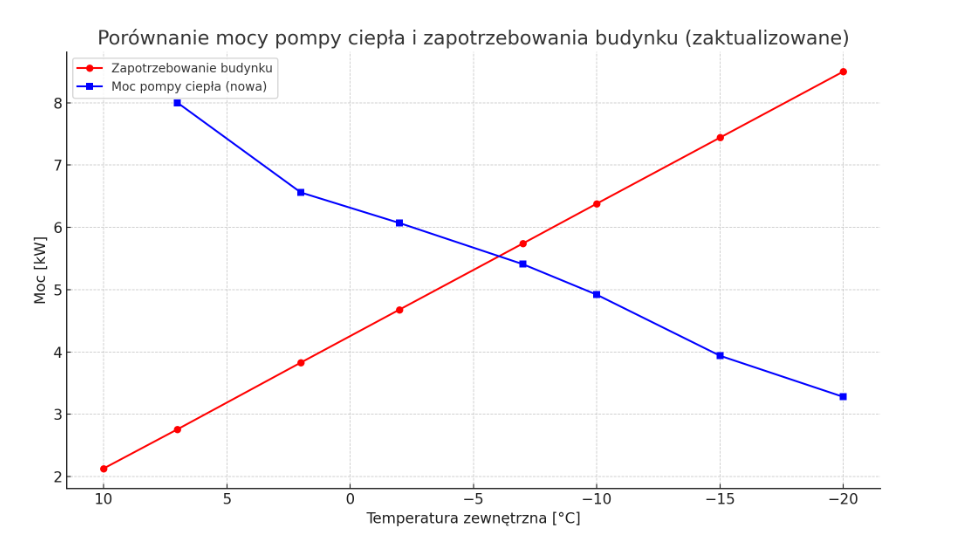 Porównanie mocy pompy ciepła i zapotrzebowania budynku (zaktualizowane)
Zapotrzebowanie budynku
Moc pompy ciepła (nowa)
8
7
6
5
4
3
2
Moc [kW]
10 5 0 −5 −10 −15 −20
Temperatura zewnętrzna [°C]